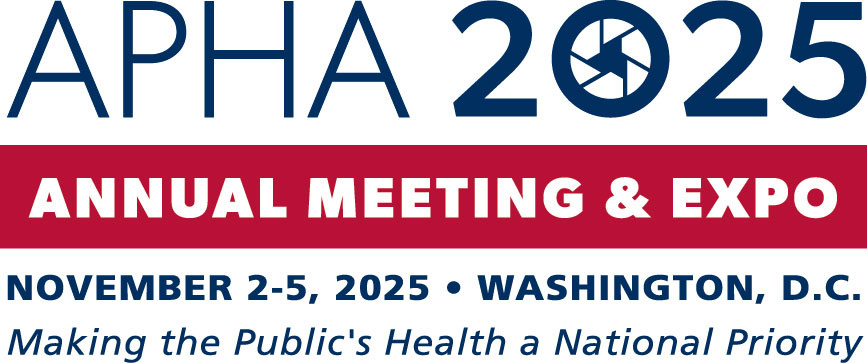 APHA 2025
ANNUAL MEETING & EXPO
NOVEMBER 2-5, 2025 • WASHINGTON, D.C.
Making the Public's Health a National Priority